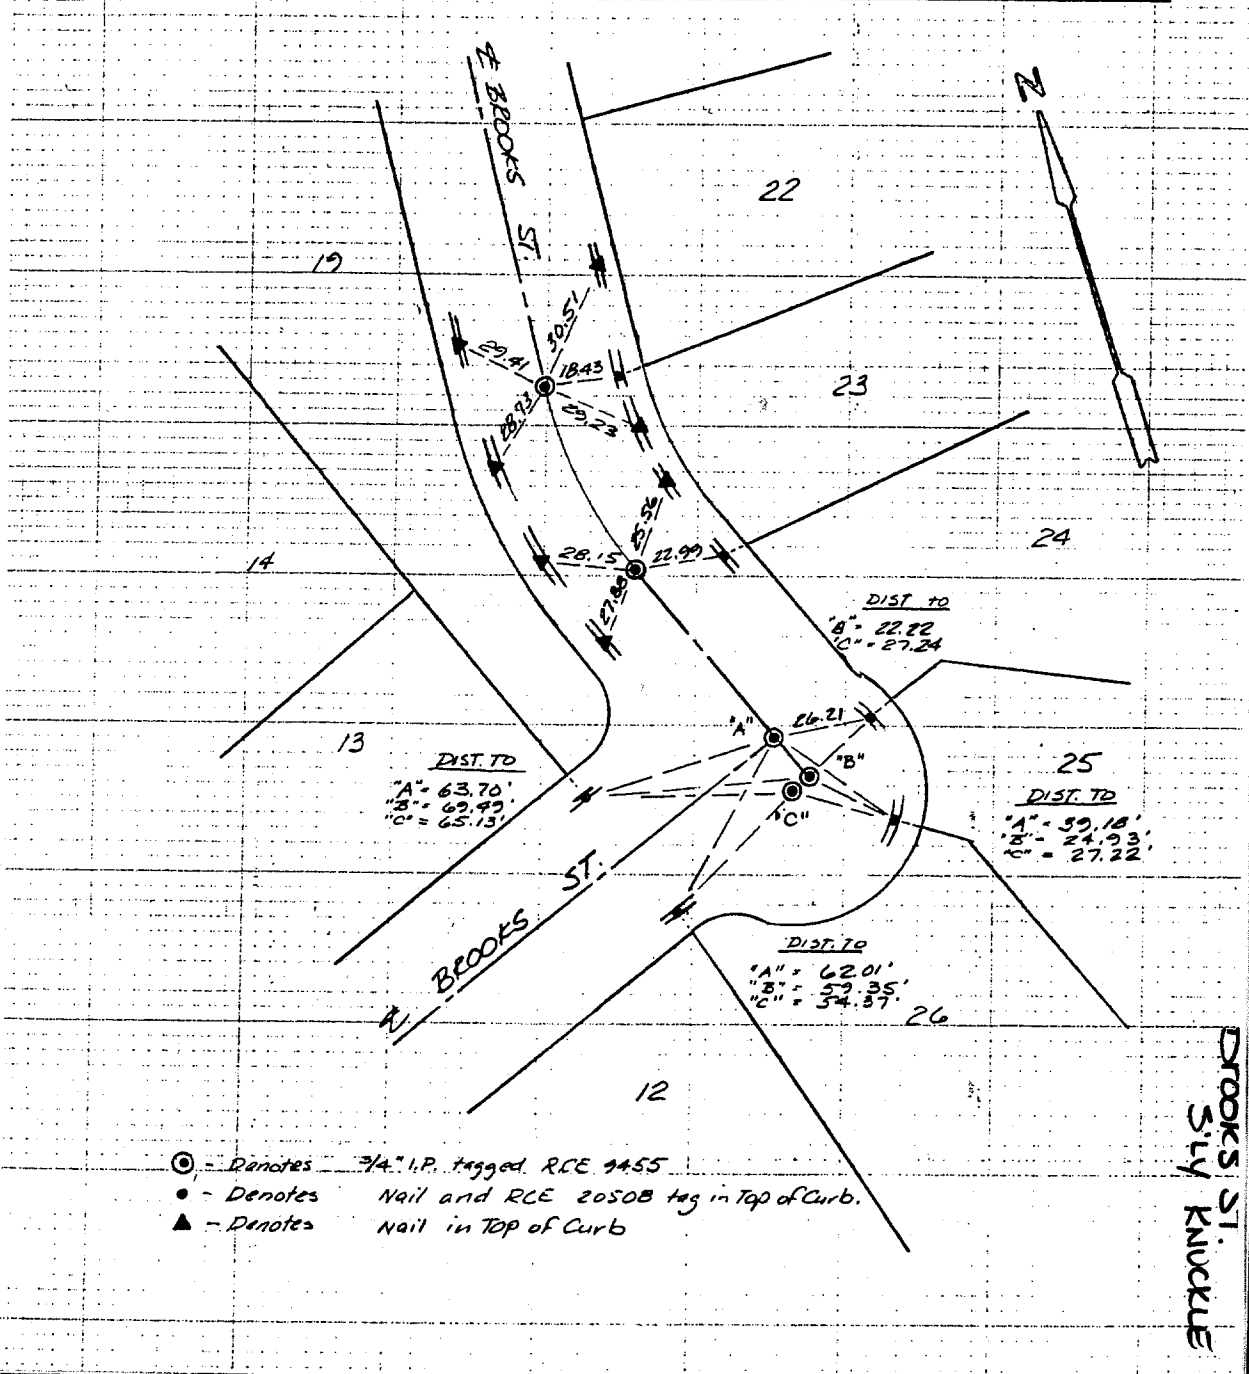 ℄ BROOKS ST.
N
22
19
30.51
29.41
18.43
23
28.73
29.23
25.56
24
14
28.15
22.99
27.88
DIST TO
"B" = 22.22
"C" = 27.24
"A"
26.21
"B"
13
25
DIST. TO
"A" = 63.70'
"B" = 69.49'
"C" = 65.13'
DIST. TO
"A" = 39.18'
"B" = 24.93'
"C" = 27.22'
"C"
℄ BROOKS ST.
DIST. TO
"A" = 62.01'
"B" = 59.35'
"C" = 54.37'
26
12
- Denotes 3/4" I.P. tagged RCE 9455
- Denotes Nail and RCE 20508 tag in Top of Curb.
- Denotes Nail in Top of Curb
Brooks ST.
S'LY KNUCKLE